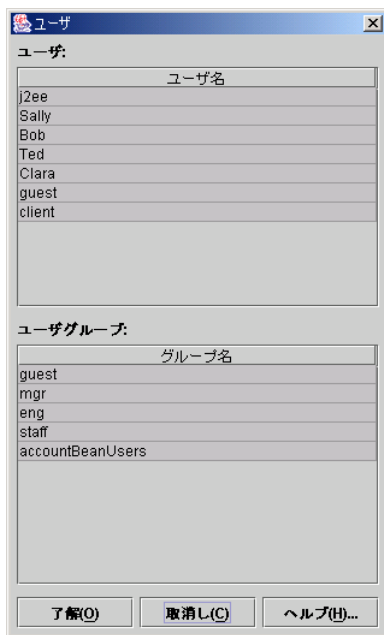 ユーザ
ユーザ:
ユーザ名
j2ee
Sally
Bob
Ted
Clara
guest
client
ユーザグループ:
グループ名
guest
mgr
eng
staff
accountBeanUsers
了解(O)
取消し(C)
ヘルプ(H)...